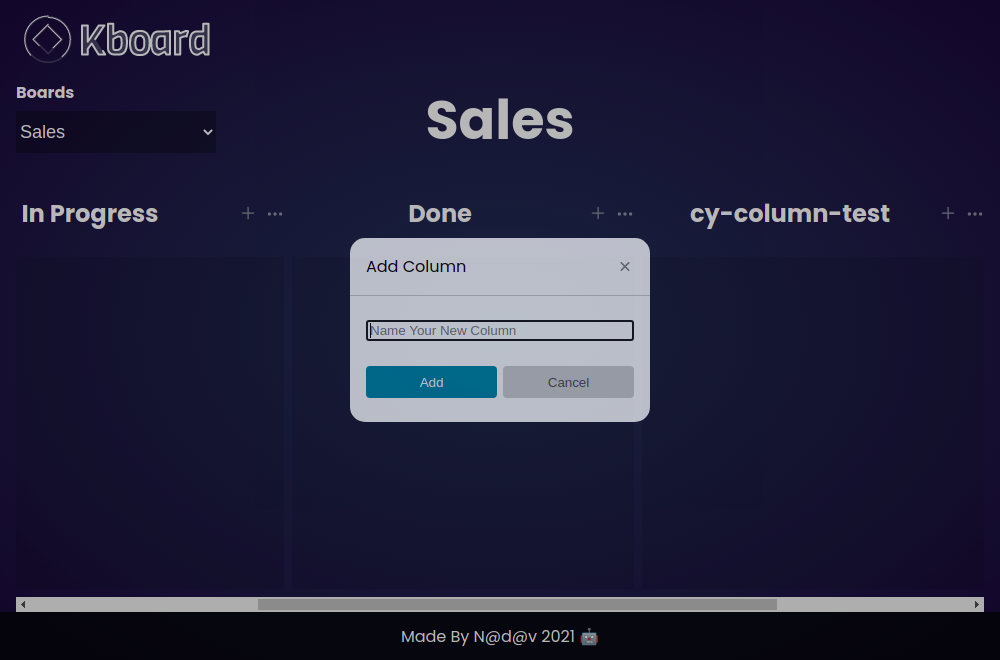 Kboard
Boards
Sales
Sales
In Progress
Done
cy-column-test
Add Column
Name Your New Column
Add
Cancel
Made By N@d@v 2021 🤖